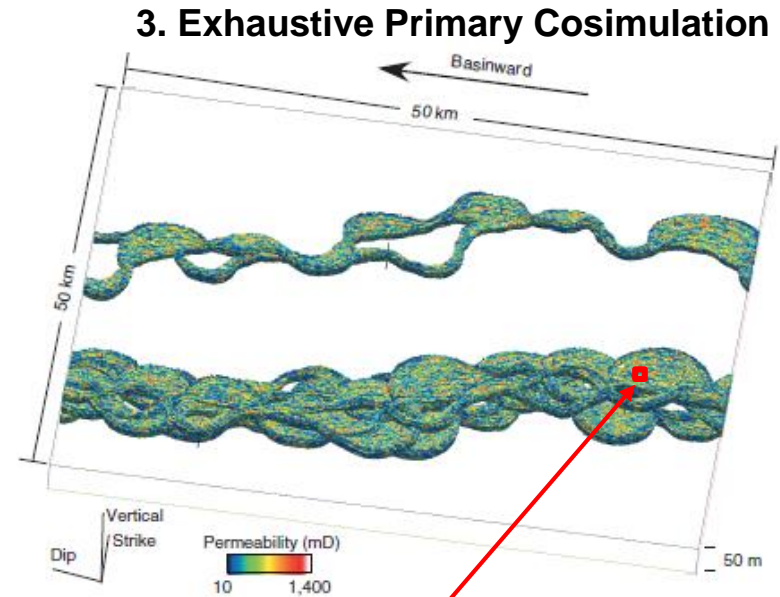 3. Exhaustive Primary Cosimulation
Basinward
50 km
50 km
Vertical
Strike
Dip
Permeability (mD)
10 1,400
50 m